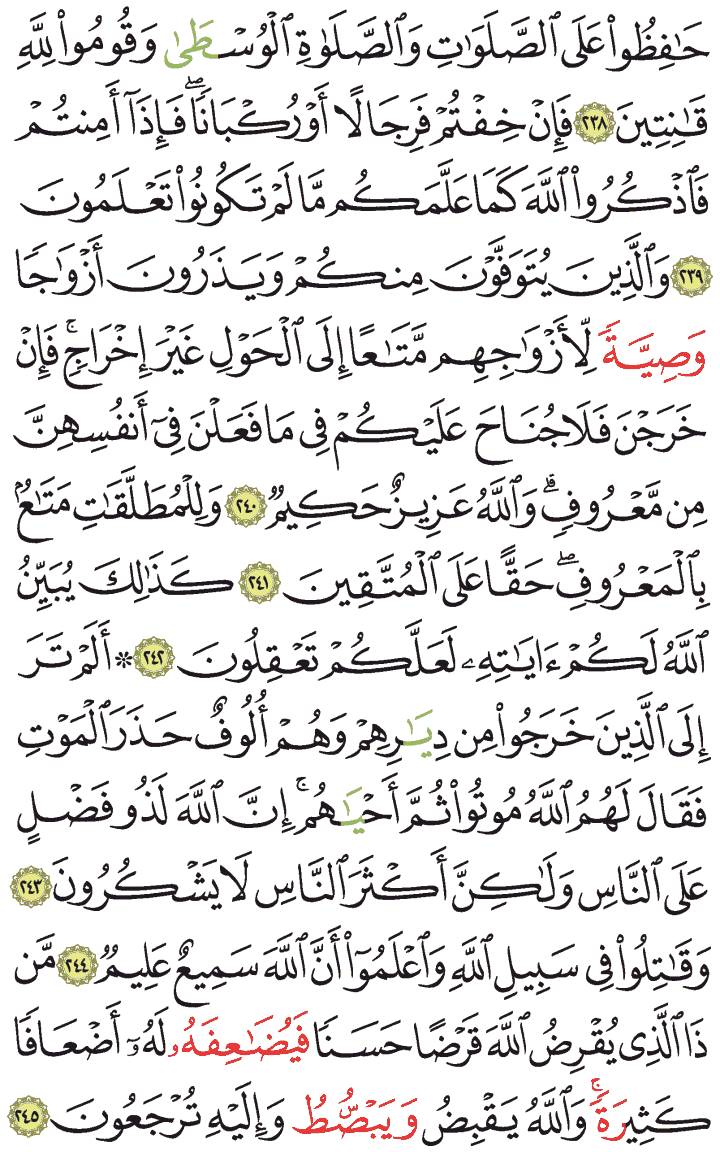 حَٰفِظُوا۟ عَلَى ٱلصَّلَوَٰتِ وَٱلصَّلَوٰةِ ٱلْوُسْطَىٰ وَقُومُوا۟ لِلَّهِ
قَٰنِتِينَ ٢٣٨ فَإِنْ خِفْتُمْ فَرِجَالًا أَوْ رُكْبَانًا ۖ فَإِذَآ أَمِنتُمْ
فَٱذْكُرُوا۟ ٱللَّهَ كَمَا عَلَّمَكُم مَّا لَمْ تَكُونُوا۟ تَعْلَمُونَ
٢٣٩ وَٱلَّذِينَ يُتَوَفَّوْنَ مِنكُمْ وَيَذَرُونَ أَزْوَٰجًا
وَصِيَّةٌ لِّأَزْوَٰجِهِم مَّتَٰعًا إِلَى ٱلْحَوْلِ غَيْرَ إِخْرَاجٍ ۚ فَإِنْ
خَرَجْنَ فَلَا جُنَاحَ عَلَيْكُمْ فِى مَا فَعَلْنَ فِىٓ أَنفُسِهِنَّ
مِن مَّعْرُوفٍ ۗ وَٱللَّهُ عَزِيزٌ حَكِيمٌ ٢٤٠ وَلِلْمُطَلَّقَٰتِ مَتَٰعٌۢ
بِٱلْمَعْرُوفِ ۖ حَقًّا عَلَى ٱلْمُتَّقِينَ ٢٤١ كَذَٰلِكَ يُبَيِّنُ
ٱللَّهُ لَكُمْ ءَايَٰتِهِۦ لَعَلَّكُمْ تَعْقِلُونَ ٢٤٢ ۞ أَلَمْ تَرَ
إِلَى ٱلَّذِينَ خَرَجُوا۟ مِن دِيَٰرِهِمْ وَهُمْ أُلُوفٌ حَذَرَ ٱلْمَوْتِ
فَقَالَ لَهُمُ ٱللَّهُ مُوتُوا۟ ثُمَّ أَحْيَٰهُمْ ۚ إِنَّ ٱللَّهَ لَذُو فَضْلٍ
عَلَى ٱلنَّاسِ وَلَٰكِنَّ أَكْثَرَ ٱلنَّاسِ لَا يَشْكُرُونَ ٢٤٣
وَقَٰتِلُوا۟ فِى سَبِيلِ ٱللَّهِ وَٱعْلَمُوٓا۟ أَنَّ ٱللَّهَ سَمِيعٌ عَلِيمٌ ٢٤٤ مَّن
ذَا ٱلَّذِى يُقْرِضُ ٱللَّهَ قَرْضًا حَسَنًا فَيُضَٰعِفُهُۥ لَهُۥٓ أَضْعَافًا
كَثِيرَةً ۚ وَٱللَّهُ يَقْبِضُ وَيَبْصُّطُ وَإِلَيْهِ تُرْجَعُونَ ٢٤٥